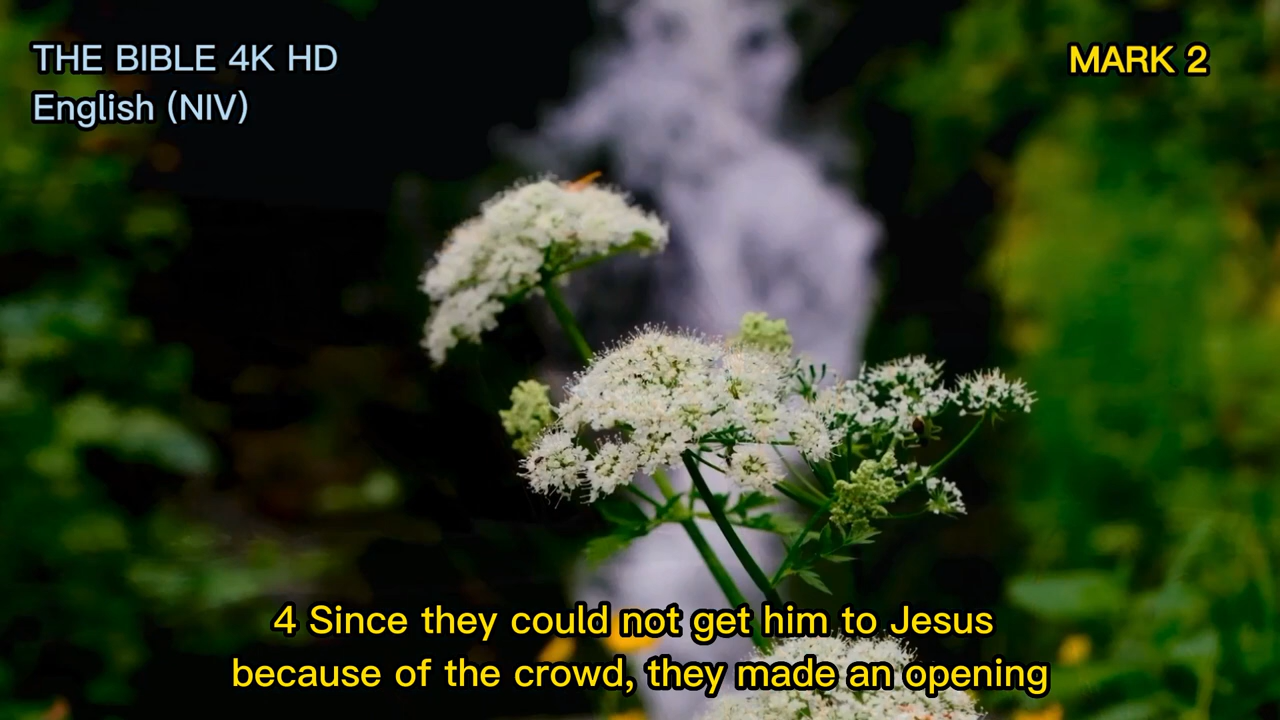 THE BIBLE 4K HD
English (NIV)
MARK 2
4 Since they could not get him to Jesus
because of the crowd, they made an opening